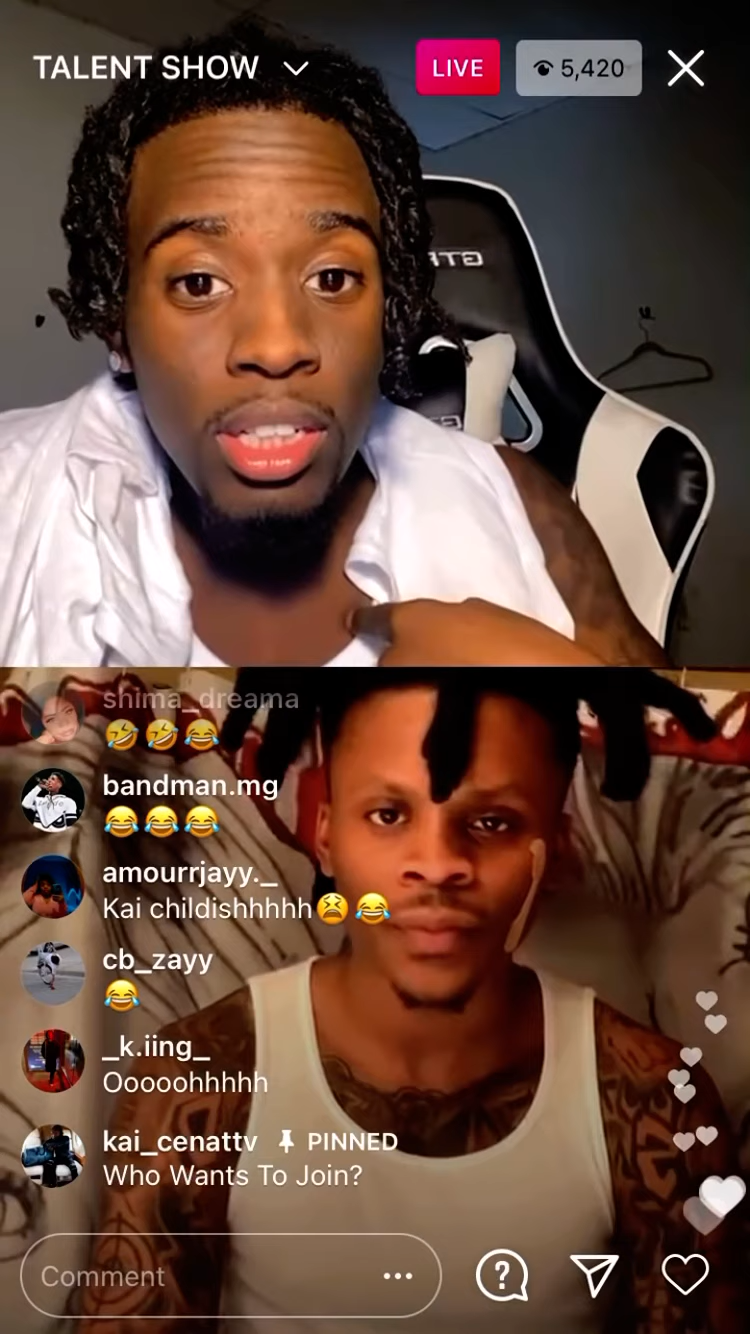 TALENT SHOW
LIVE
5,420
GTR
shima_dreama
🤣🤣😂
bandman.mg
😂😂😂
amourrjayy._
Kai childishhhhh😫😂
cb_zayy
😂
_k.iing_
Ooooohhhhh
kai_cenattv PINNED
Who Wants To Join?
Comment